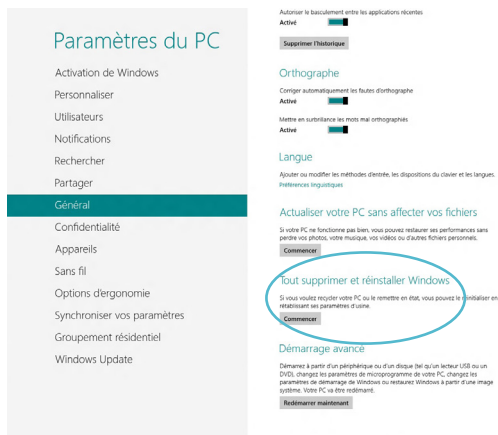 Paramètres du PC
Activation de Windows
Personnaliser
Utilisateurs
Notifications
Rechercher
Partager
Général
Confidentialité
Appareils
Sans fil
Options d'ergonomie
Synchroniser vos paramètres
Groupement résidentiel
Windows Update
Autoriser le basculement entre les applications récentes
Activé
Supprimer l'historique
Orthographe
Corriger automatiquement les fautes d'orthographe
Activé
Mettre en surbrillance les mots mal orthographiés
Activé
Langue
Ajouter ou modifier les méthodes d'entrée, les dispositions du clavier et les langues.
Préférences linguistiques
Actualiser votre PC sans affecter vos fichiers
Si votre PC ne fonctionne pas bien, vous pouvez restaurer ses performances sans
perdre vos photos, votre musique, vos vidéos ou d'autres fichiers personnels.
Commencer
Tout supprimer et réinstaller Windows
Si vous voulez recycler votre PC ou le remettre en état, vous pouvez le réinitialiser en
rétablissant ses paramètres d'usine.
Commencer
Démarrage avancé
Démarrez à partir d'un périphérique ou d'un disque (tel qu'un lecteur USB ou un
DVD), changez les paramètres de microprogramme de votre PC, changez les
paramètres de démarrage de Windows ou restaurez Windows à partir d'une image
système. Votre PC va être redémarré.
Redémarrer maintenant